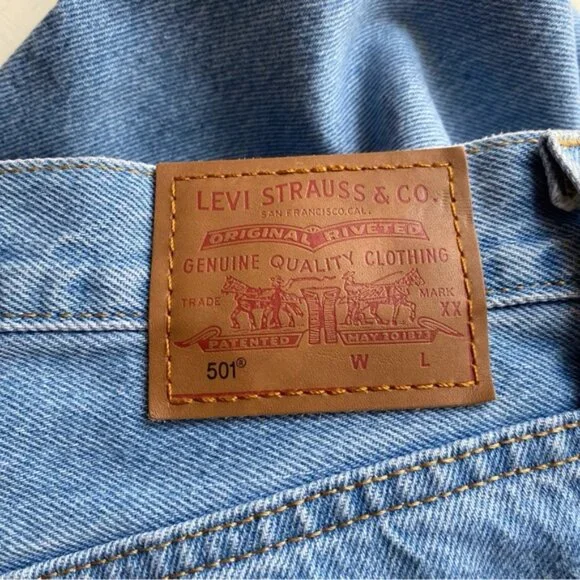 LEVI STRAUSS & CO.
SAN FRANCISCO, CAL.
ORIGINAL RIVETED
GENUINE QUALITY CLOTHING
TRADE MARK
XX
PATENTED MAY 20 1873
501® W L